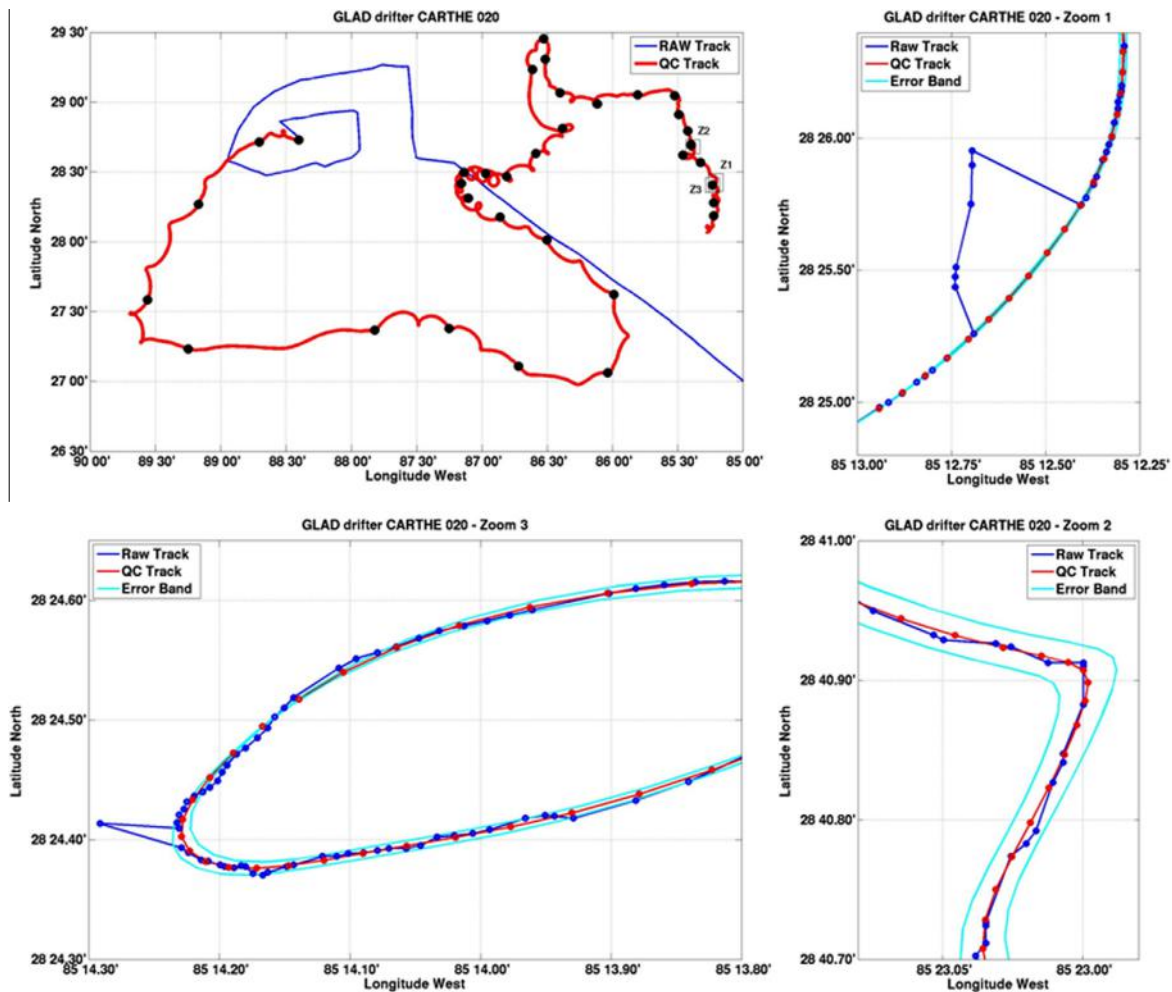 GLAD drifter CARTHE 020
29 30'
29 00'
28 30'
28 00'
27 30'
27 00'
26 30'
Latitude North
RAW Track
QC Track
Z2
Z1
Z3
90 00'
89 30'
89 00'
88 30'
88 00'
87 30'
87 00'
86 30'
86 00'
85 30'
85 00'
Longitude West
GLAD drifter CARTHE 020 - Zoom 1
Raw Track
QC Track
Error Band
28 26.00'
28 25.50'
28 25.00'
Latitude North
85 13.00'
85 12.75'
85 12.50'
85 12.25'
Longitude West
GLAD drifter CARTHE 020 - Zoom 3
Raw Track
QC Track
Error Band
28 24.60'
28 24.50'
28 24.40'
28 24.30'
Latitude North
85 14.30'
85 14.20'
85 14.10'
85 14.00'
85 13.90'
85 13.80'
Longitude West
GLAD drifter CARTHE 020 - Zoom 2
28 41.00'
28 40.90'
28 40.80'
28 40.70'
Latitude North
Raw Track
QC Track
Error Band
85 23.05'
85 23.00'
Longitude West